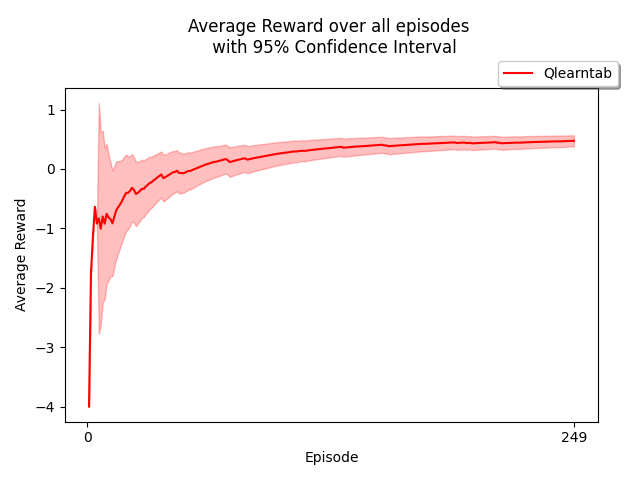 Average Reward over all episodes
with 95% Confidence Interval
Qlearntab
1
0
−1
−2
−3
−4
Average Reward
0
249
Episode